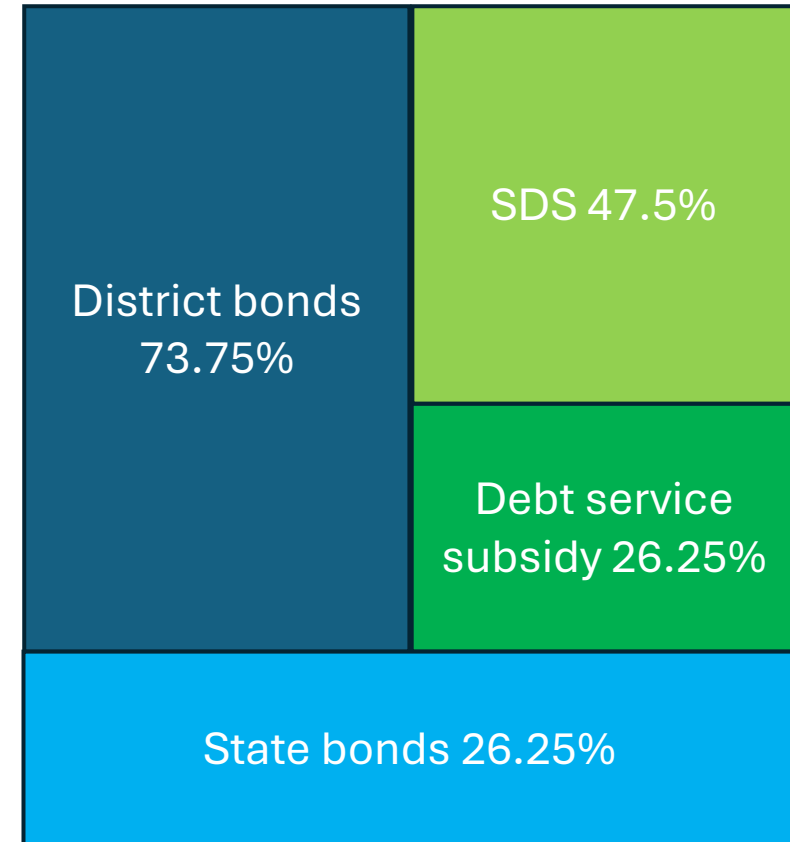 District bonds
73.75%
SDS 47.5%
Debt service
subsidy 26.25%
State bonds 26.25%